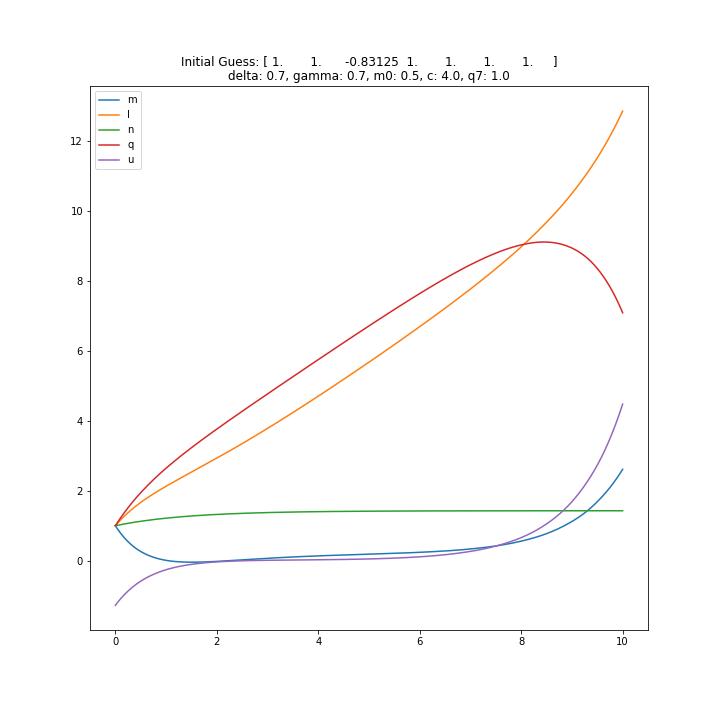 Initial Guess: [ 1. 1. -0.83125 1. 1. 1. 1. ]
delta: 0.7, gamma: 0.7, m0: 0.5, c: 4.0, q7: 1.0
m
l
n
q
u
12
10
8
6
4
2
0
0 2 4 6 8 10